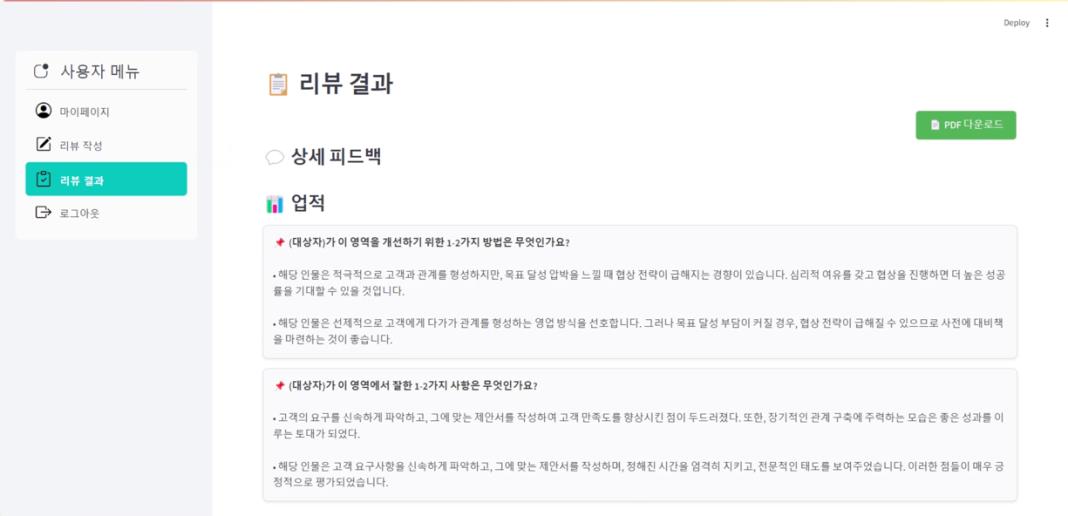 Deploy
사용자 메뉴
마이페이지
리뷰 작성
리뷰 결과
로그아웃
리뷰 결과
PDF 다운로드
상세 피드백
업적
(대상자)가 이 영역을 개선하기 위한 1-2가지 방법은 무엇인가요?
• 해당 인물은 적극적으로 고객과 관계를 형성하지만, 목표 달성 압박을 느낄 때 협상 전략이 급해지는 경향이 있습니다. 심리적 여유를 갖고 협상을 진행하면 더 높은 성공
률을 기대할 수 있을 것입니다.
• 해당 인물은 선제적으로 고객에게 다가가 관계를 형성하는 영업 방식을 선호합니다. 그러나 목표 달성 부담이 커질 경우, 협상 전략이 급해질 수 있으므로 사전에 대비책
을 마련하는 것이 좋습니다.
(대상자)가 이 영역에서 잘한 1-2가지 사항은 무엇인가요?
• 고객의 요구를 신속하게 파악하고, 그에 맞는 제안서를 작성하여 고객 만족도를 향상시킨 점이 두드러졌다. 또한, 장기적인 관계 구축에 주력하는 모습은 좋은 성과를 이
루는 토대가 되었다.
• 해당 인물은 고객 요구사항을 신속하게 파악하고, 그에 맞는 제안서를 작성하며, 정해진 시간을 엄격히 지키고, 전문적인 태도를 보여주었습니다. 이러한 점들이 매우 긍
정적으로 평가되었습니다.